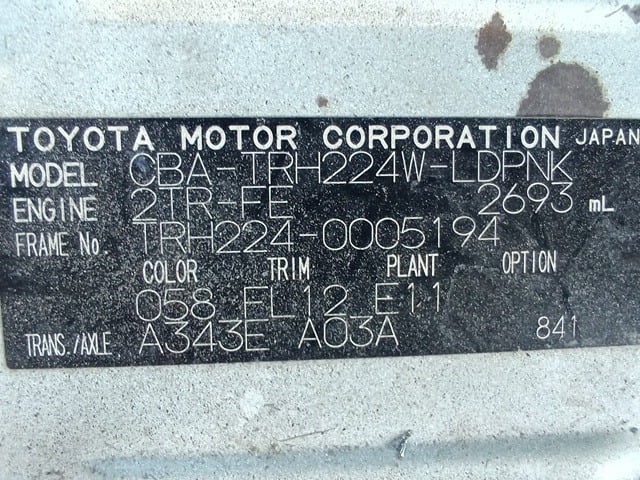 TOYOTA MOTOR CORPORATION JAPAN
MODEL CBA-TRH224W-LDPNK
ENGINE 2TR-FE 2693 mL
FRAME No. TRH224-0005194
COLOR TRIM PLANT OPTION
058 FL12 E11
TRANS./AXLE A343E A03A 841